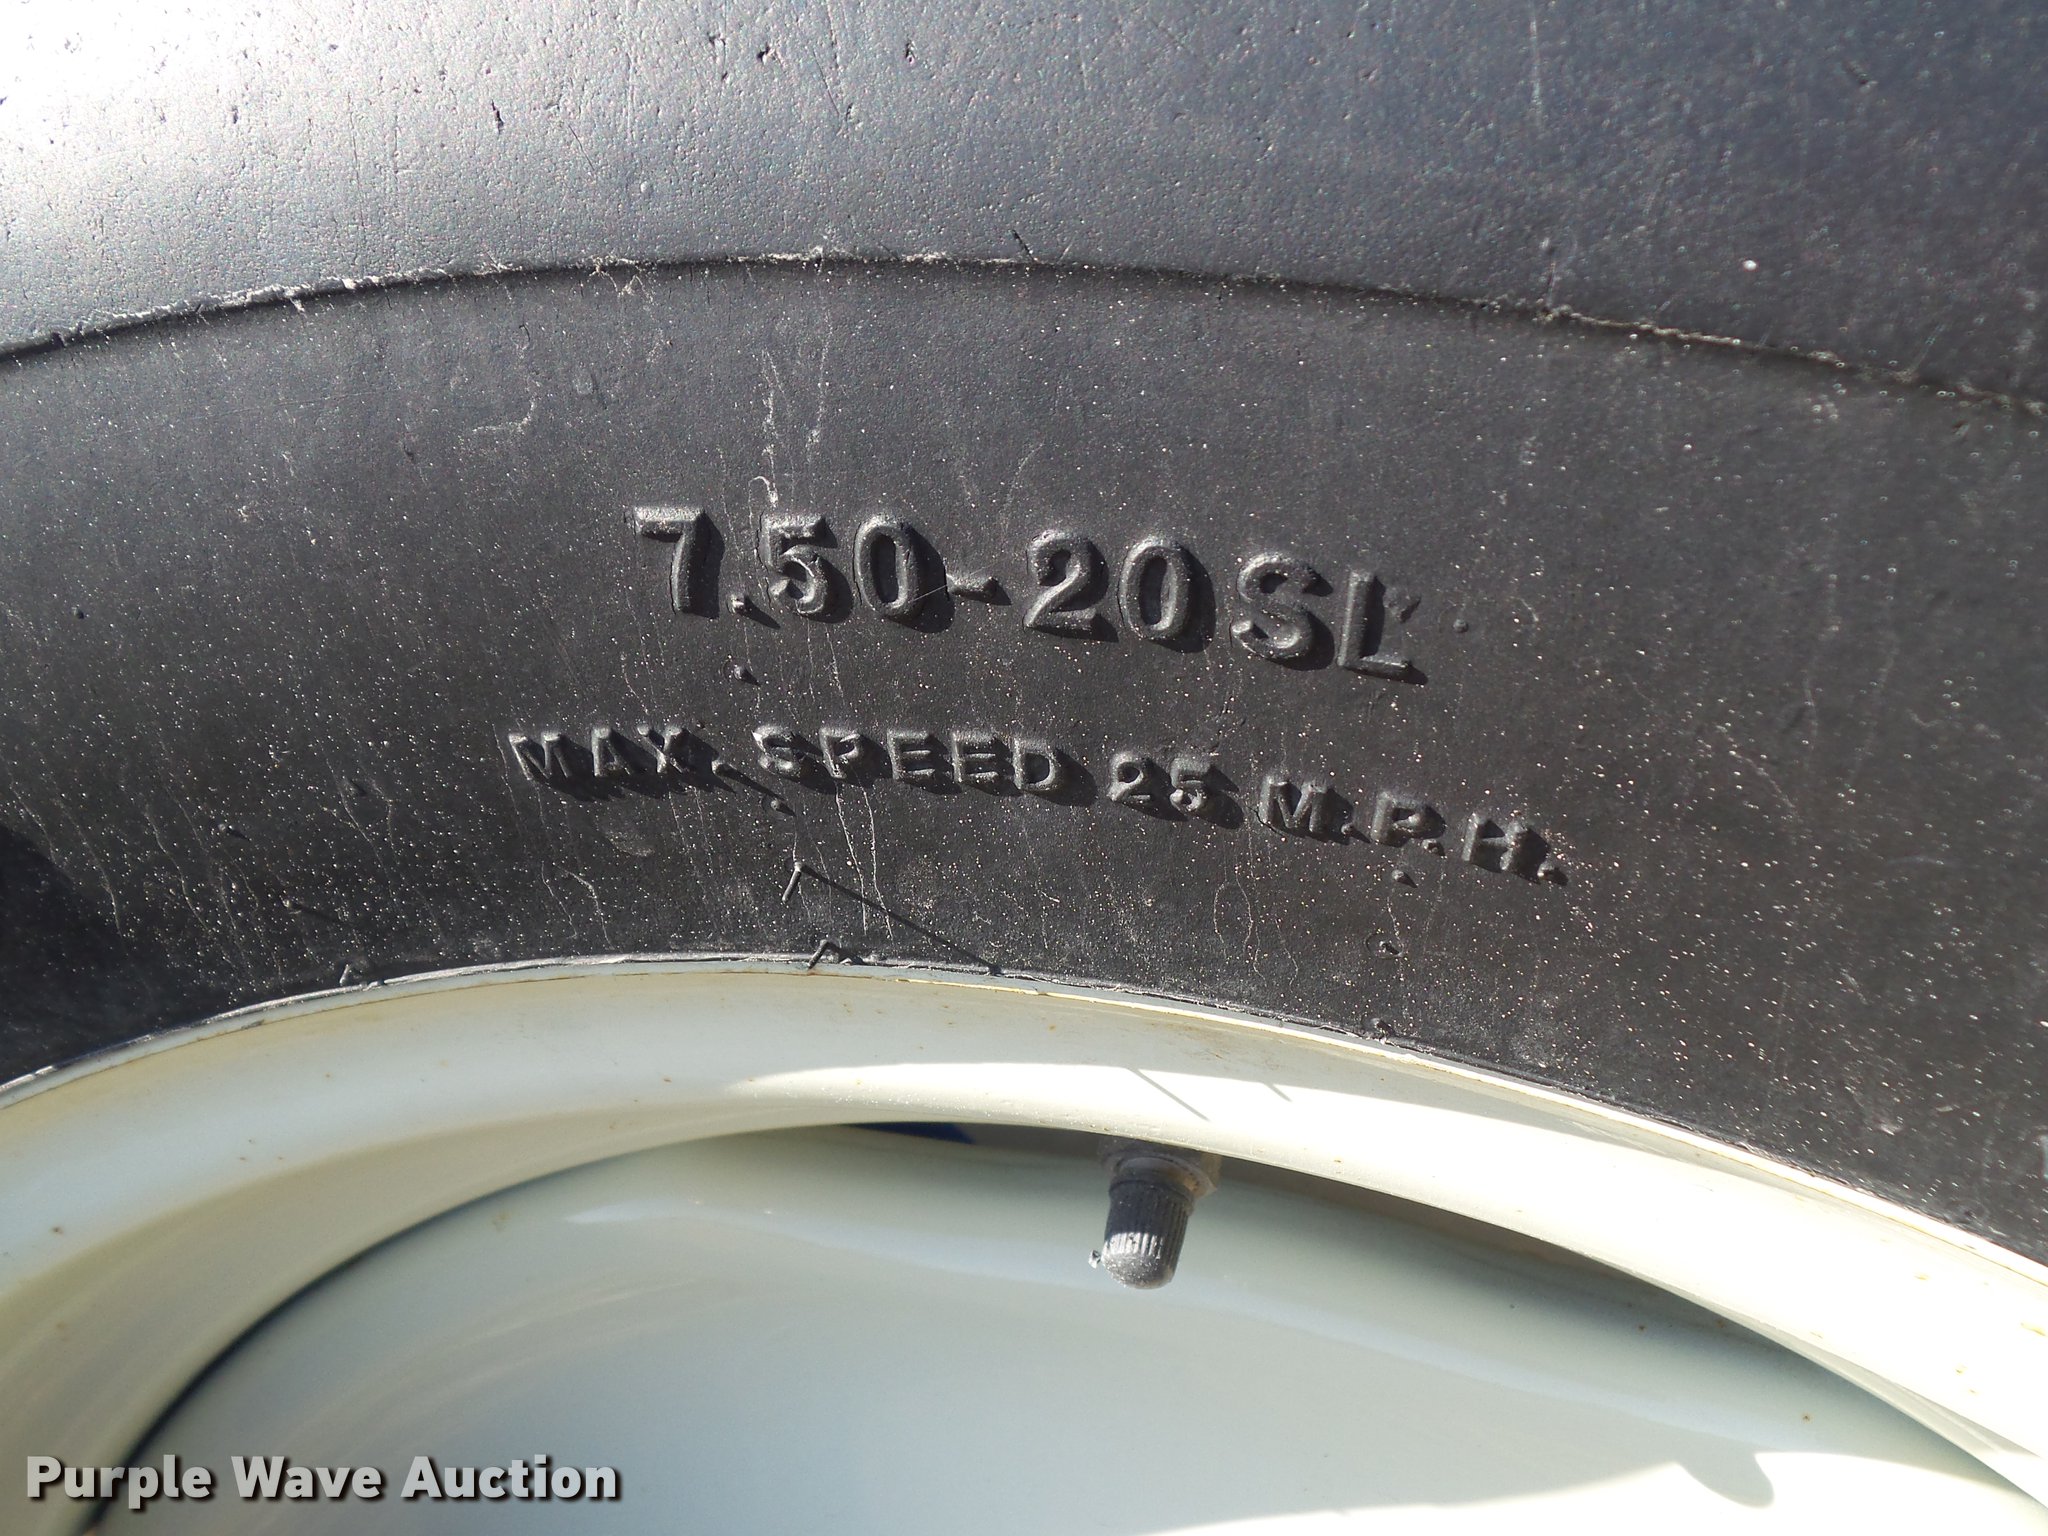 7.50-20SL
MAX. SPEED 25 M.P.H.
Purple Wave Auction